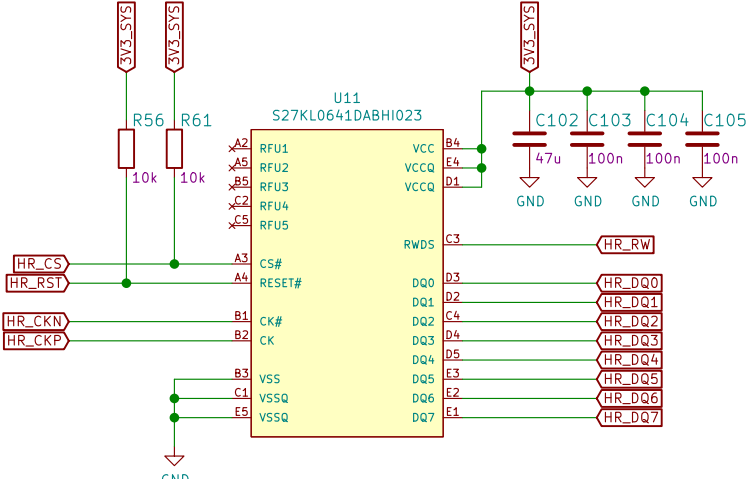 3V3_SYS
3V3_SYS
3V3_SYS
U11
S27KL0641DABHI023
R56
R61
10k
10k
C102
C103
C104
C105
47u
100n
100n
100n
GND
GND
GND
GND
A2
RFU1
VCC
B4
A5
RFU2
VCCQ
E4
B5
RFU3
VCCQ
D1
C2
RFU4
C5
RFU5
RWDS
C3
HR_RW
HR_CS
A3
CS#
HR_RST
A4
RESET#
DQ0
D3
HR_DQ0
DQ1
D2
HR_DQ1
HR_CKN
B1
CK#
DQ2
C4
HR_DQ2
HR_CKP
B2
CK
DQ3
D4
HR_DQ3
DQ4
D5
HR_DQ4
B3
VSS
DQ5
E3
HR_DQ5
C1
VSSQ
DQ6
E2
HR_DQ6
E5
VSSQ
DQ7
E1
HR_DQ7
GND